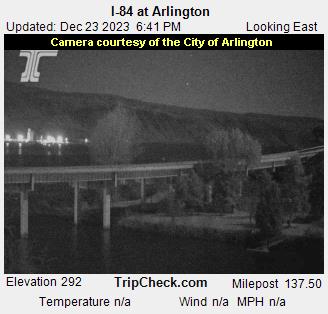 I-84 at Arlington
Updated: Dec 23 2023 6:41 PM Looking East
Camera courtesy of the City of Arlington
Elevation 292 TripCheck.com Milepost 137.50
Temperature n/a Wind n/a MPH n/a